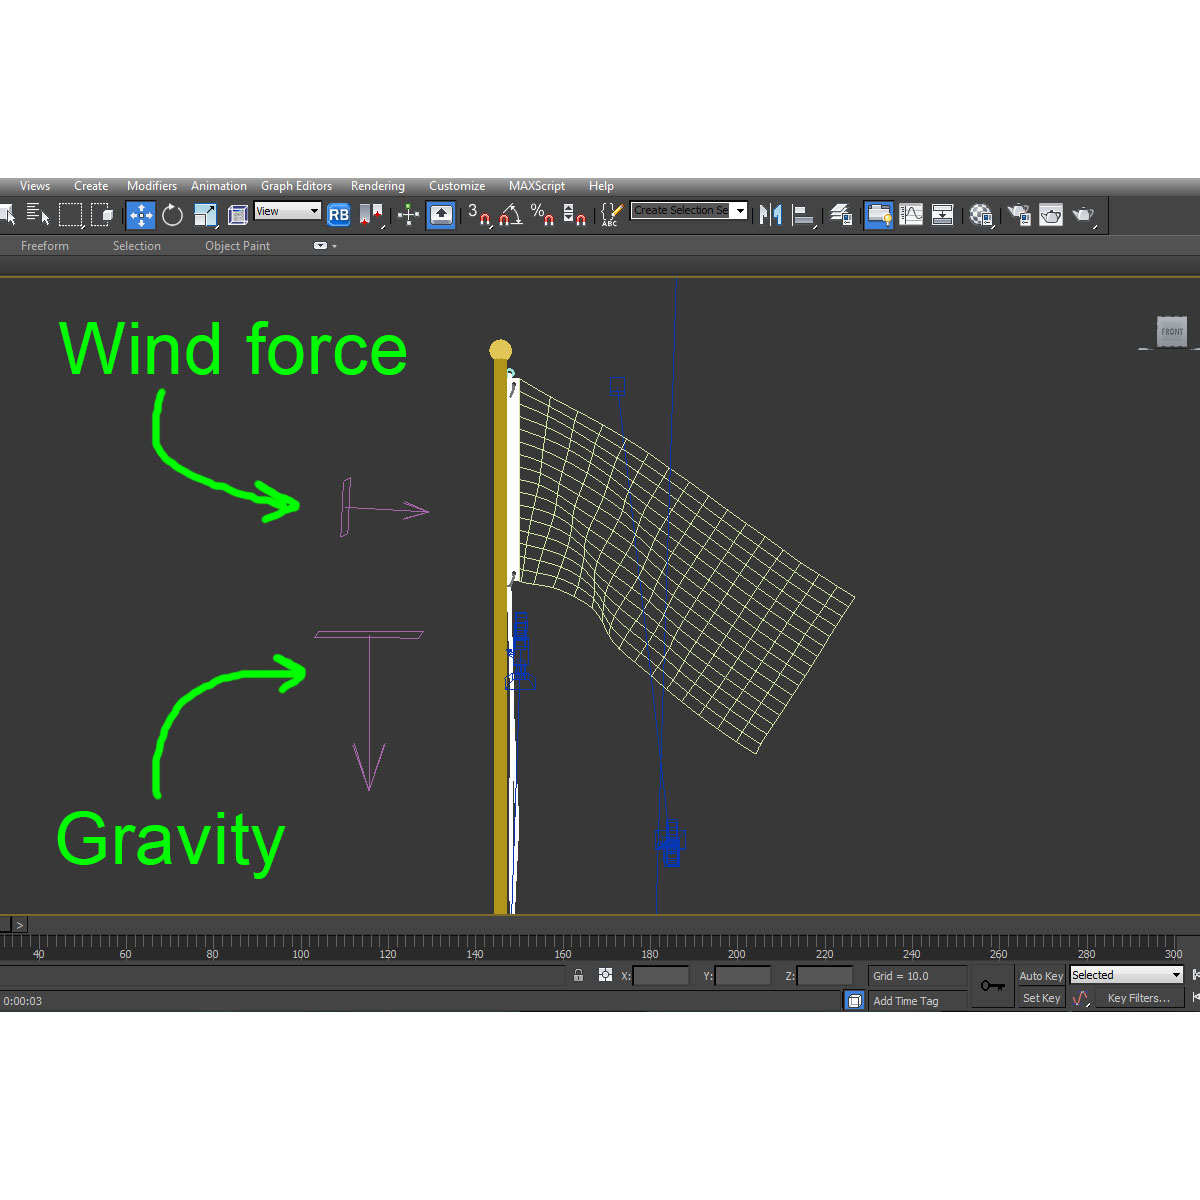 Views Create Modifiers Animation Graph Editors Rendering Customize MAXScript Help
View RB 3 % ABC Create Selection Se
Freeform Selection Object Paint
Wind force
FRONT
Gravity
>
40 60 80 100 120 140 160 180 200 220 240 260 280 300
X: Y: Z: Grid = 10.0 Auto Key Selected
0:00:03 Add Time Tag Set Key Key Filters...